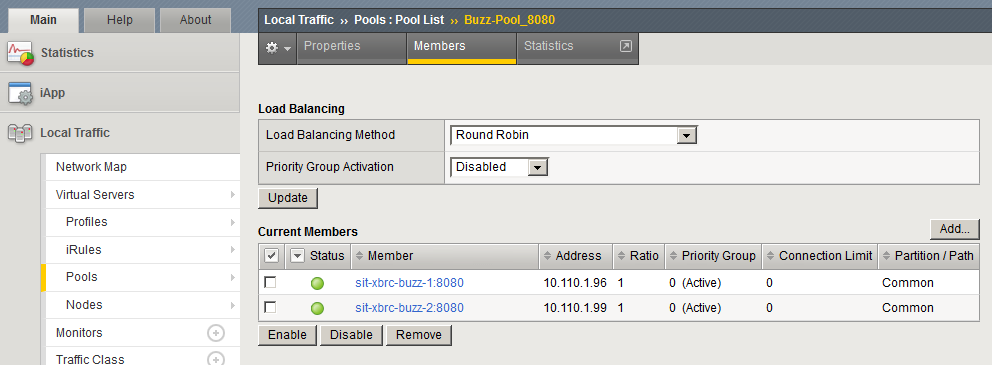 Main Help About
Statistics
iApp
Local Traffic
Network Map
Virtual Servers
Profiles
iRules
Pools
Nodes
Monitors
Traffic Class
Local Traffic ›› Pools : Pool List ›› Buzz-Pool_8080
Properties Members Statistics
Load Balancing
Load Balancing Method Round Robin
Priority Group Activation Disabled
Update
Current Members Add...
Status Member Address Ratio Priority Group Connection Limit Partition / Path
sit-xbrc-buzz-1:8080 10.110.1.96 1 0 (Active) 0 Common
sit-xbrc-buzz-2:8080 10.110.1.99 1 0 (Active) 0 Common
Enable Disable Remove